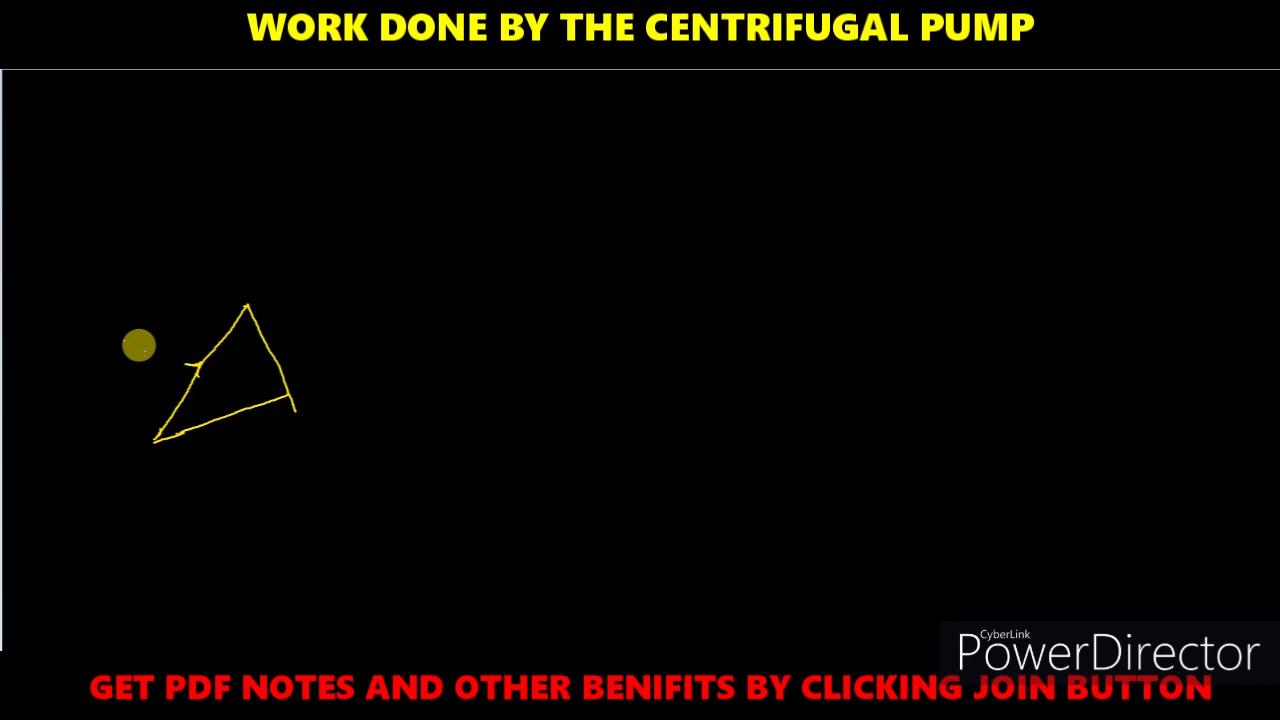 WORK DONE BY THE CENTRIFUGAL PUMP
CyberLink
PowerDirector
GET PDF NOTES AND OTHER BENIFITS BY CLICKING JOIN BUTTON